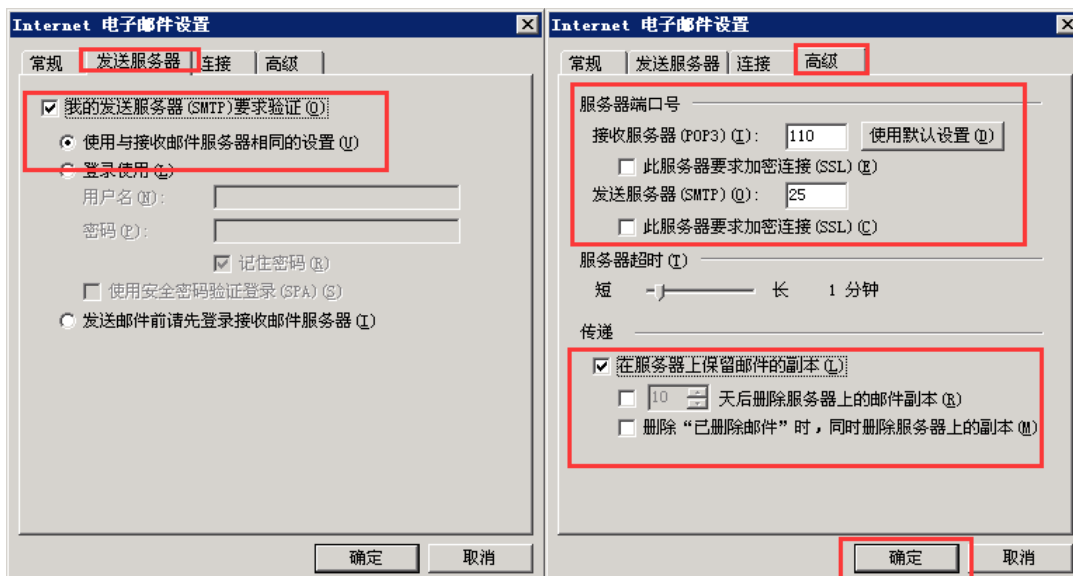 Internet 电子邮件设置
常规 发送服务器 连接 高级
我的发送服务器(SMTP)要求验证(O)
使用与接收邮件服务器相同的设置(U)
登录使用(L)
用户名(N):
密码(P):
记住密码(R)
使用安全密码验证登录(SPA)(S)
发送邮件前请先登录接收邮件服务器(I)
确定 取消
Internet 电子邮件设置
常规 发送服务器 连接 高级
服务器端口号
接收服务器(POP3)(I): 110 使用默认设置(D)
此服务器要求加密连接(SSL)(E)
发送服务器(SMTP)(O): 25
此服务器要求加密连接(SSL)(C)
服务器超时(T)
短 长 1 分钟
传递
在服务器上保留邮件的副本(L)
10 天后删除服务器上的邮件副本(R)
删除“已删除邮件”时，同时删除服务器上的副本(M)
确定 取消